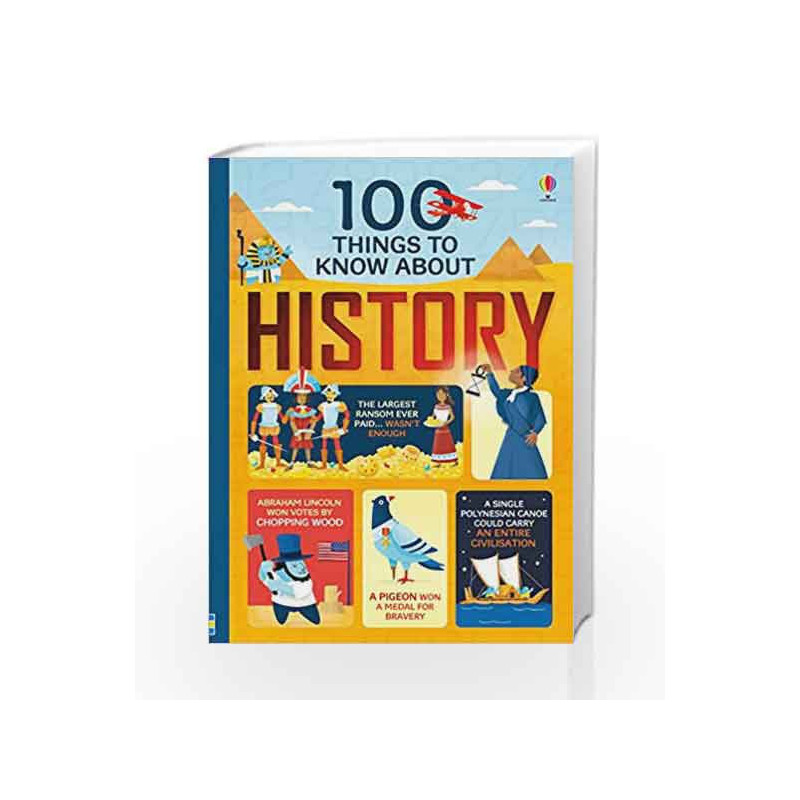 100
THINGS TO
KNOW ABOUT
HISTORY
THE LARGEST
RANSOM EVER
PAID... WASN'T
ENOUGH
ABRAHAM LINCOLN
WON VOTES BY
CHOPPING WOOD
A PIGEON WON
A MEDAL FOR
BRAVERY
A SINGLE
POLYNESIAN CANOE
COULD CARRY
AN ENTIRE
CIVILISATION